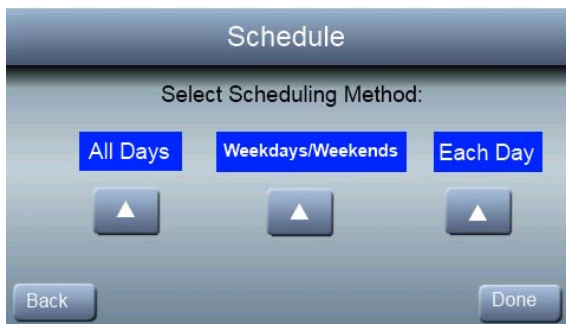 Schedule
Select Scheduling Method:
All Days Weekdays/Weekends Each Day
Back Done